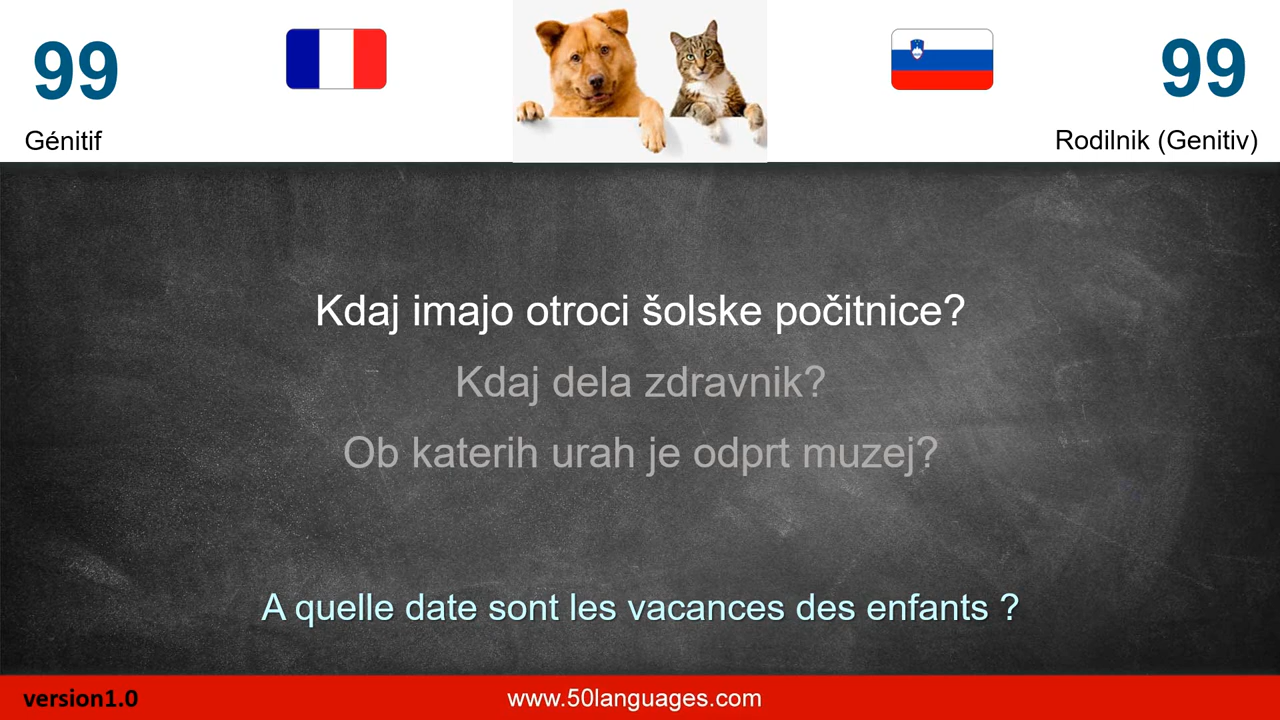 99
99
Génitif
Rodilnik (Genitiv)
Kdaj imajo otroci šolske počitnice?
Kdaj dela zdravnik?
Ob katerih urah je odprt muzej?
A quelle date sont les vacances des enfants ?
version1.0
www.50languages.com